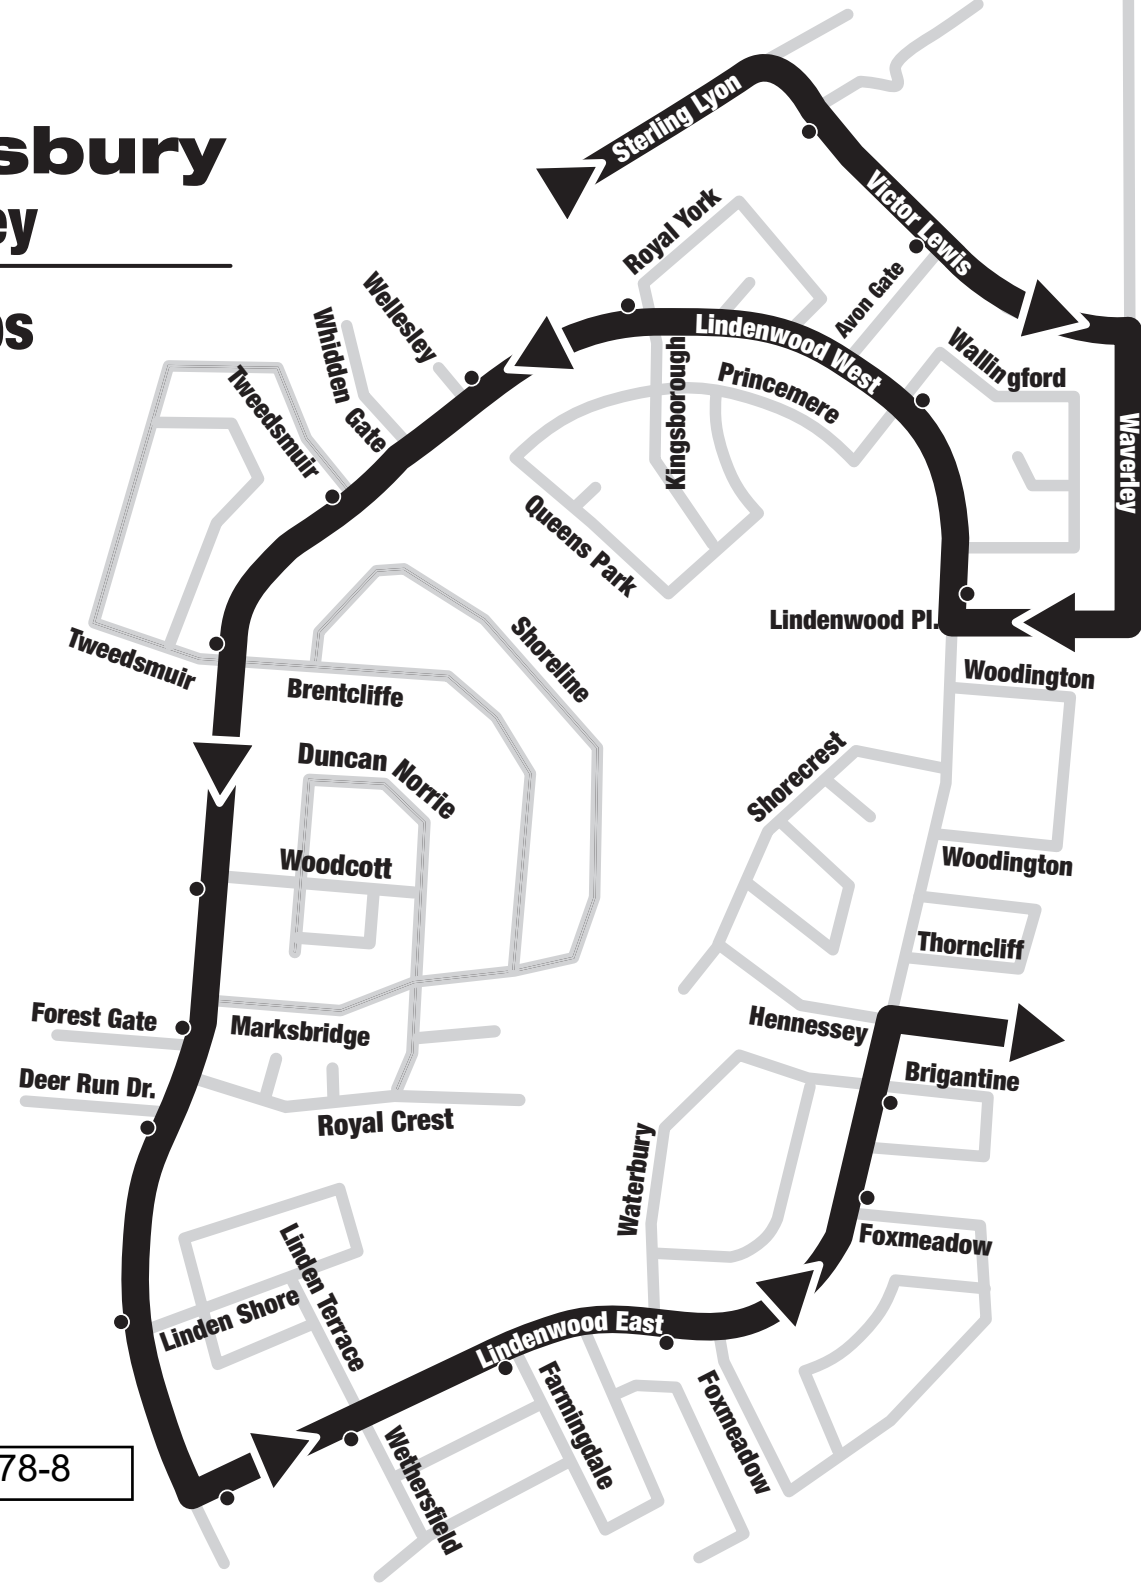 sbury
ey
os
Sterling Lyon
Victor Lewis
Royal York
Avon Gate
Wellesley
Whidden Gate
Lindenwood West
Wallingford
Tweedsmuir
Princemere
Kingsborough
Waverley
Queens Park
Lindenwood Pl.
Tweedsmuir
Shoreline
Woodington
Brentcliffe
Duncan Norrie
Shorecrest
Woodcott
Woodington
Thorncliff
Forest Gate
Marksbridge
Hennessey
Deer Run Dr.
Brigantine
Royal Crest
Waterbury
Foxmeadow
Linden Terrace
Linden Shore
Lindenwood East
Farmingdale
Foxmeadow
Wethersfield
78-8